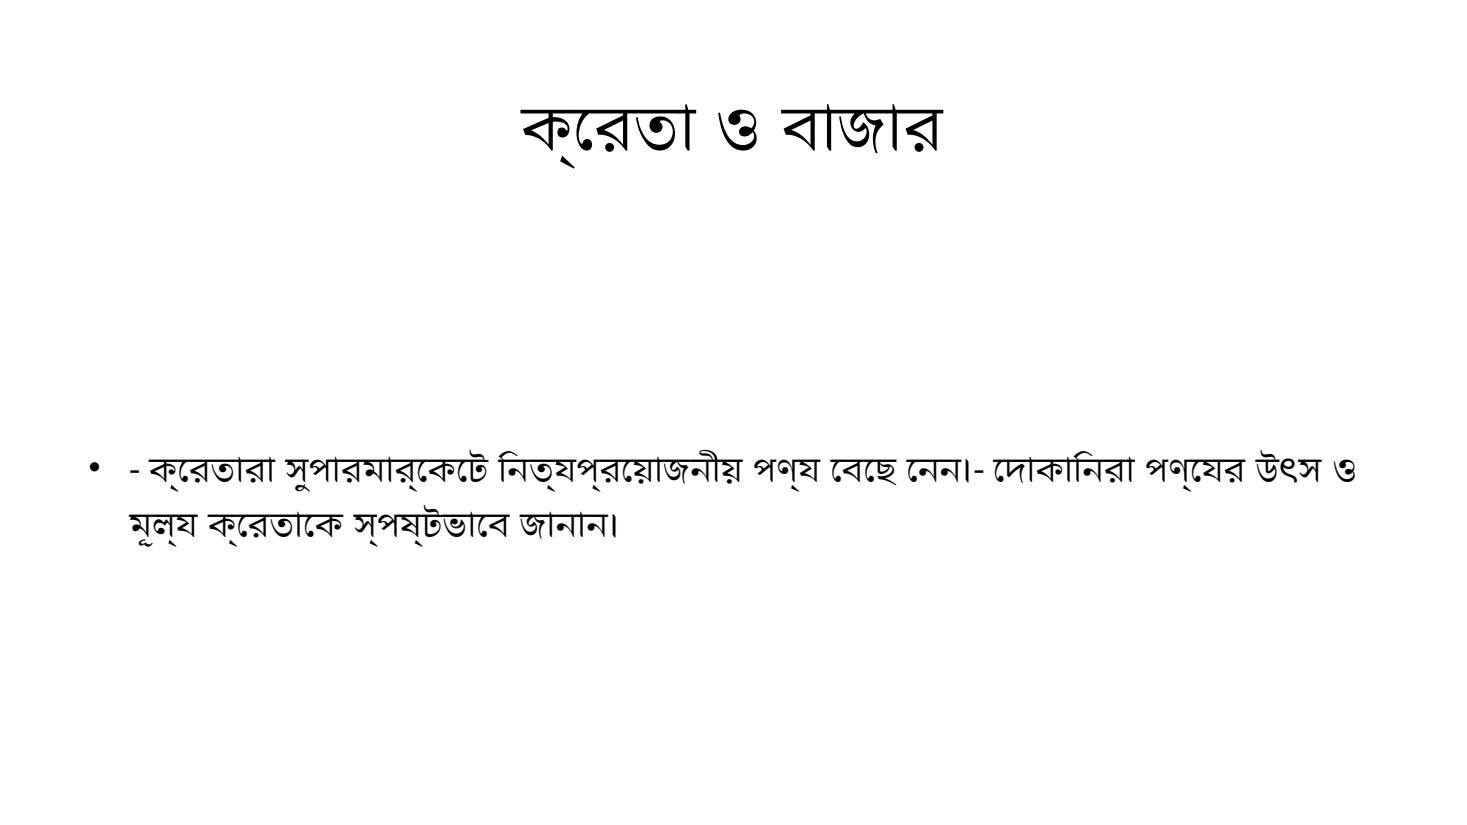 ক্রেতা ও বাজার
• - ক্রেতারা সুপারমার্কেটে নিত্যপ্রয়োজনীয় পণ্য বেছে নেন।- দোকানিরা পণ্যের উৎস ও
মূল্য ক্রেতাকে স্পষ্টভাবে জানান।